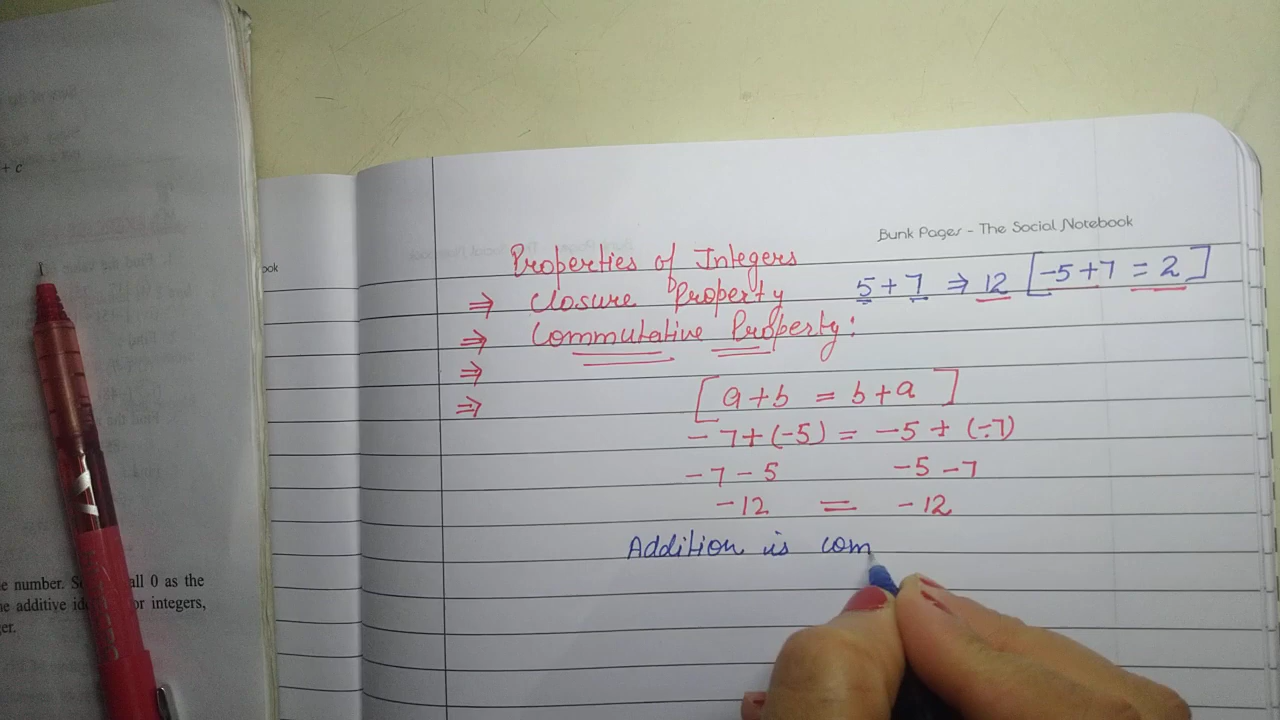 + c
ook
e number. S all 0 as the
e additive id or integers,
ger.
Bunk Pages - The Social Notebook
Properties of Integers
⇒ Closure Property 5 + 7 ⇒ 12 [-5 + 7 = 2]
⇒ Commutative Property:
⇒
⇒ [a + b = b + a]
- 7 + (-5) = -5 + (-7)
- 7 - 5 -5 - 7
- 12 = - 12
Addition is com